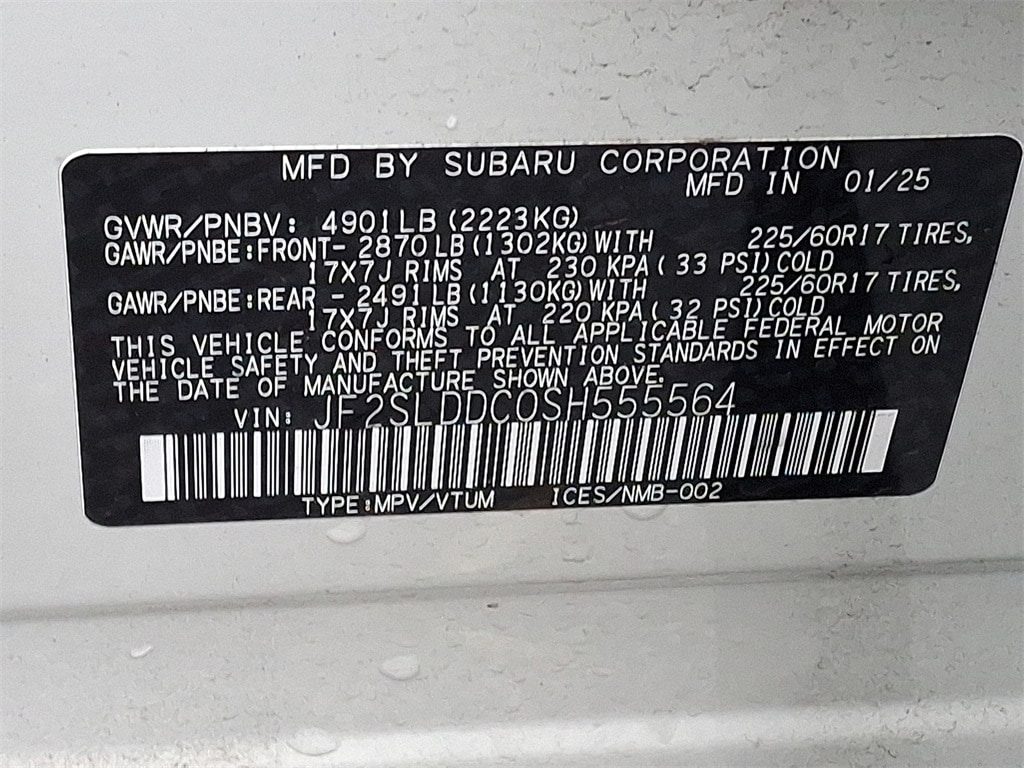 MFD BY SUBARU CORPORATION
MFD IN 01/25
GVWR/PNBV: 4901LB(2223KG)
GAWR/PNBE:FRONT- 2870LB(1302KG)WITH 225/60R17 TIRES,
17X7J RIMS AT 230 KPA( 33 PSI)COLD
GAWR/PNBE:REAR - 2491LB(1130KG)WITH 225/60R17 TIRES,
17X7J RIMS AT 220 KPA( 32 PSI)COLD
THIS VEHICLE CONFORMS TO ALL APPLICABLE FEDERAL MOTOR
VEHICLE SAFETY AND THEFT PREVENTION STANDARDS IN EFFECT ON
THE DATE OF MANUFACTURE SHOWN ABOVE.
VIN: JF2SLDDC0SH555564
TYPE:MPV/VTUM ICES/NMB-002